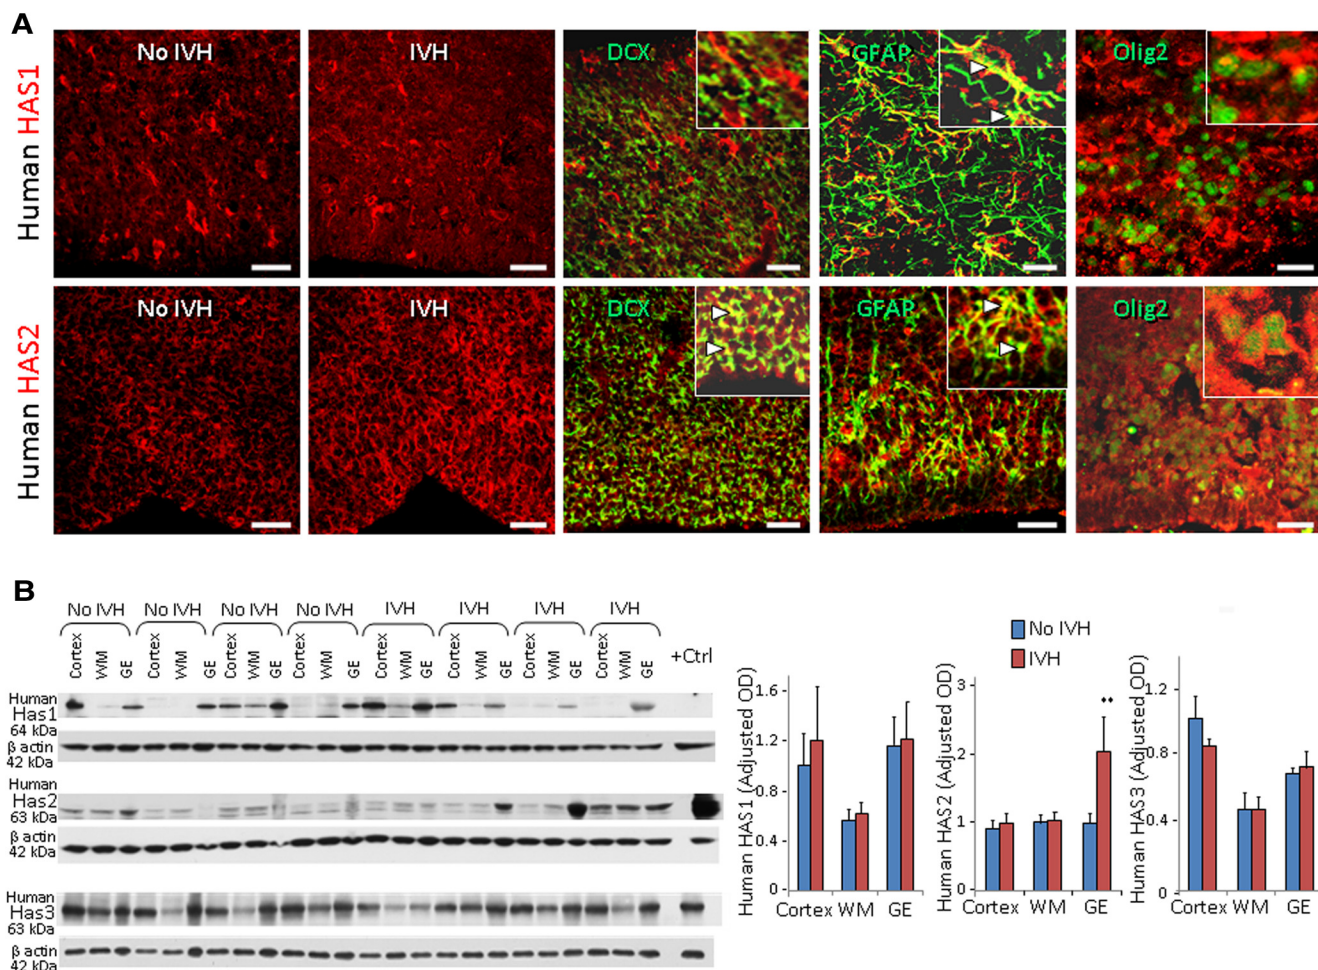 A
Human HAS1
No IVH
IVH
DCX
GFAP
Olig2
Human HAS2
No IVH
IVH
DCX
GFAP
Olig2
B
No IVH No IVH No IVH No IVH IVH IVH IVH IVH
Cortex WM GE Cortex WM GE Cortex WM GE Cortex WM GE Cortex WM GE Cortex WM GE Cortex WM GE Cortex WM GE +Ctrl
Human
Has1
64 kDa
β actin
42 kDa
Human
Has2
63 kDa
β actin
42 kDa
Human
Has3
63 kDa
β actin
42 kDa
No IVH
IVH
Human HAS1 (Adjusted OD)
1.6
1.2
0.8
0.4
0
Cortex WM GE
Human HAS2 (Adjusted OD)
3
2
1
0
Cortex WM GE
Human HAS3 (Adjusted OD)
1.2
0.8
0.4
0
Cortex WM GE